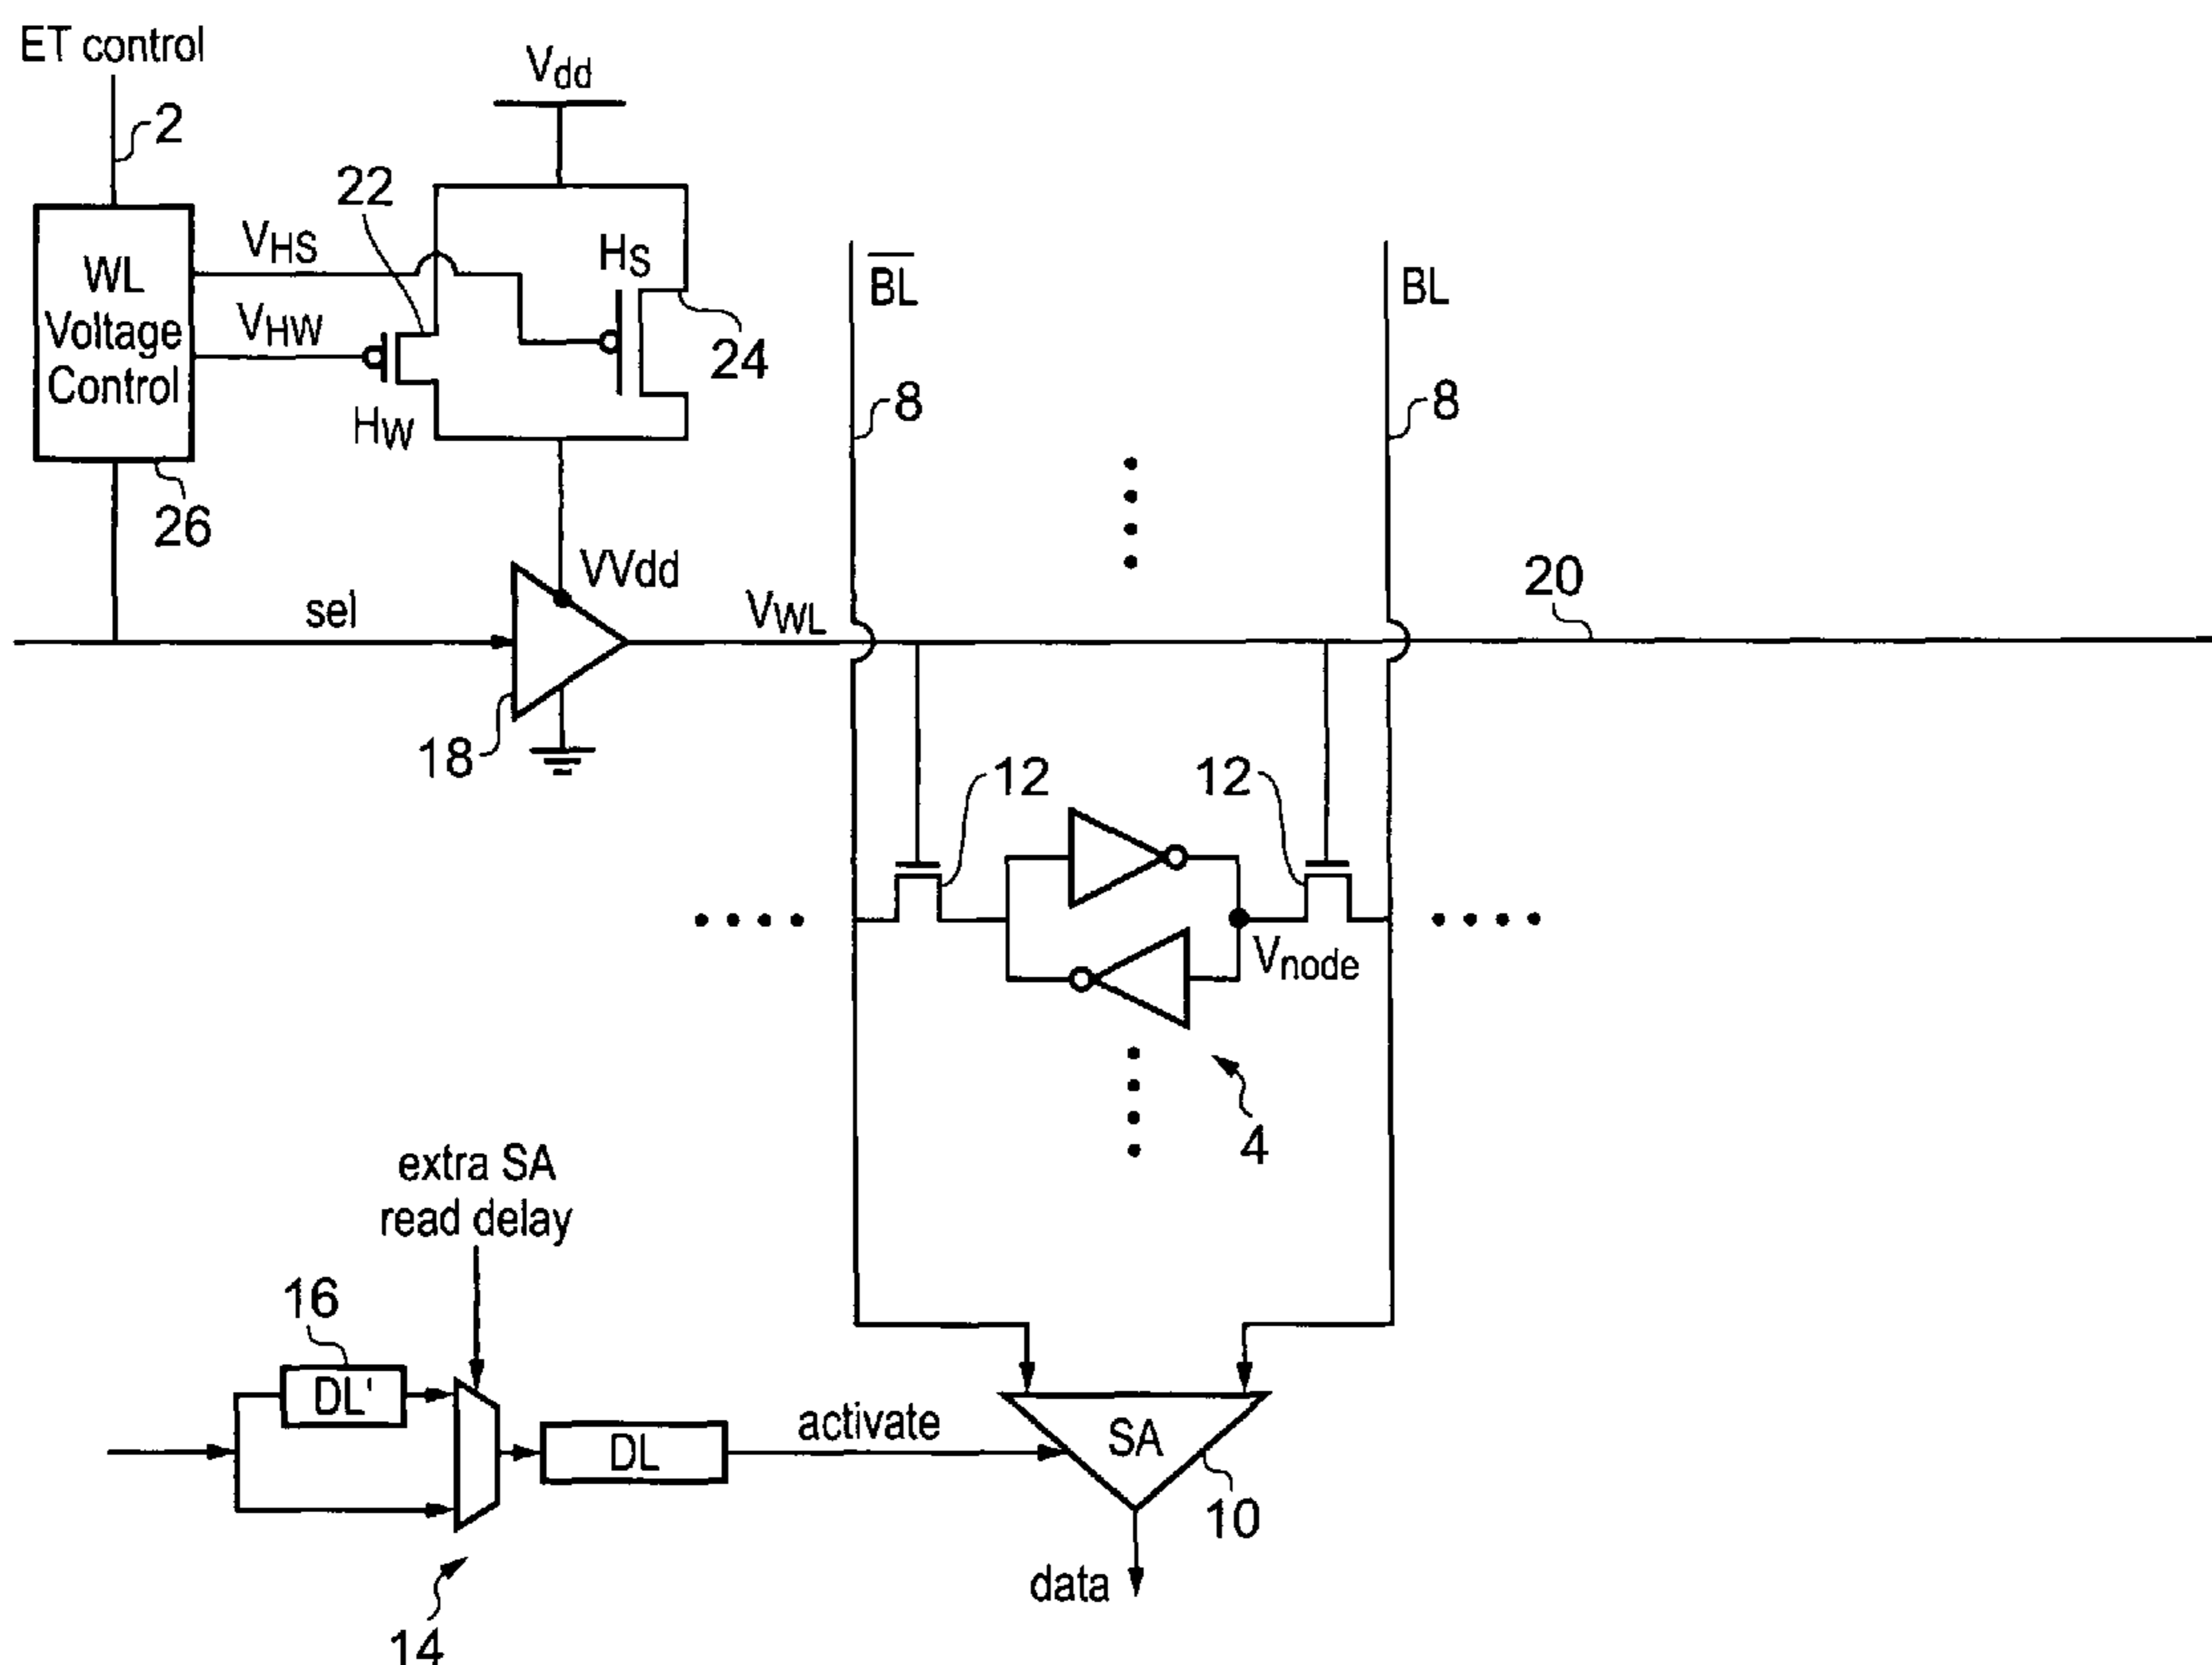 ET control
2
Vdd
22
VHS
HS
WL
Voltage
Control
VHW
24
HW
26
BL
8
BL
8
VVdd
20
sel
VWL
18
12
12
Vnode
4
extra SA
read delay
16
DL'
DL
activate
SA
10
data
14